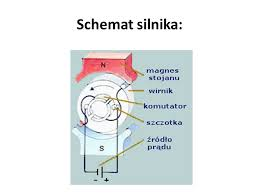 Schemat silnika:
N
magnes
stojanu
wirnik
komutator
szczotka
źródło
prądu
S
- +